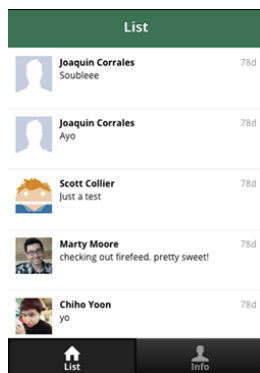 List
Joaquin Corrales 78d
Soubleee
Joaquin Corrales 78d
Ayo
Scott Collier 78d
Just a test
Marty Moore 78d
checking out firefeed. pretty sweet!
Chiho Yoon 78d
yo
List Info